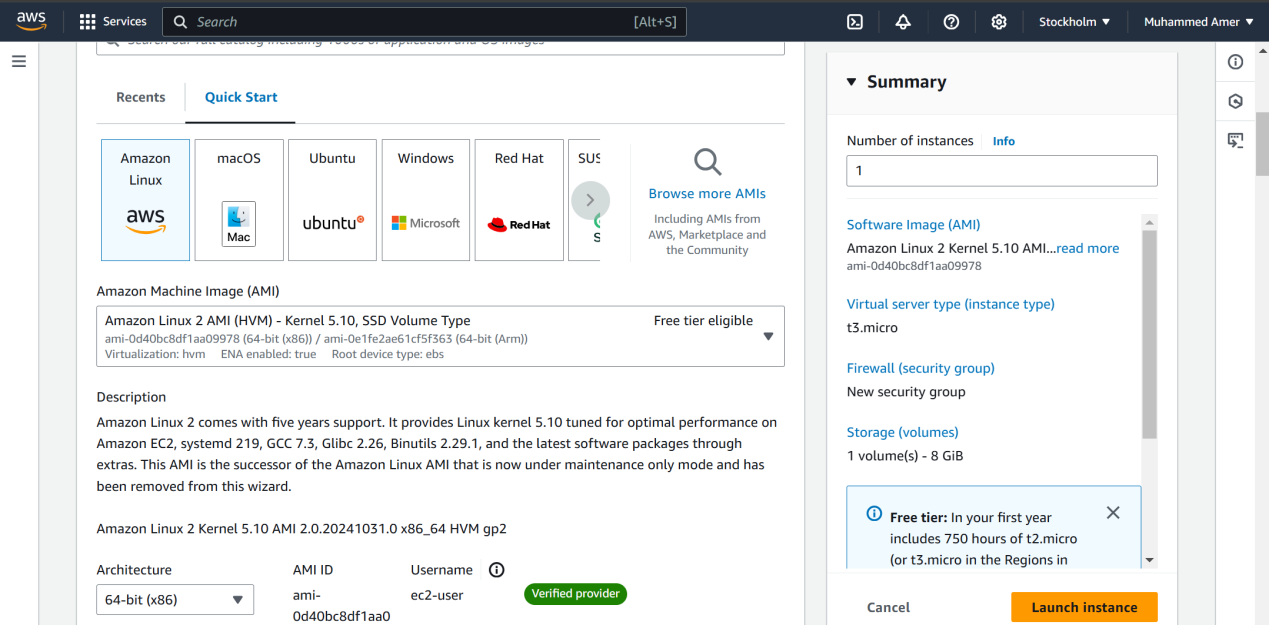 aws
Services
Search
[Alt+S]
Stockholm
Muhammed Amer
Search our full catalog including 1000s of application and OS images
Recents
Quick Start
Amazon
Linux
aws
macOS
Mac
Ubuntu
ubuntu
Windows
Microsoft
Red Hat
Red Hat
SUS
S
Browse more AMIs
Including AMIs from
AWS, Marketplace and
the Community
Amazon Machine Image (AMI)
Amazon Linux 2 AMI (HVM) - Kernel 5.10, SSD Volume Type
Free tier eligible
ami-0d40bc8df1aa09978 (64-bit (x86)) / ami-0e1fe2ae61cf5f363 (64-bit (Arm))
Virtualization: hvm ENA enabled: true Root device type: ebs
Description
Amazon Linux 2 comes with five years support. It provides Linux kernel 5.10 tuned for optimal performance on
Amazon EC2, systemd 219, GCC 7.3, Glibc 2.26, Binutils 2.29.1, and the latest software packages through
extras. This AMI is the successor of the Amazon Linux AMI that is now under maintenance only mode and has
been removed from this wizard.
Amazon Linux 2 Kernel 5.10 AMI 2.0.20241031.0 x86_64 HVM gp2
Architecture
64-bit (x86)
AMI ID
ami-
0d40bc8df1aa0
Username
ec2-user
Verified provider
Summary
Number of instances
Info
1
Software Image (AMI)
Amazon Linux 2 Kernel 5.10 AMI...read more
ami-0d40bc8df1aa09978
Virtual server type (instance type)
t3.micro
Firewall (security group)
New security group
Storage (volumes)
1 volume(s) - 8 GiB
Free tier: In your first year
includes 750 hours of t2.micro
(or t3.micro in the Regions in
Cancel
Launch instance